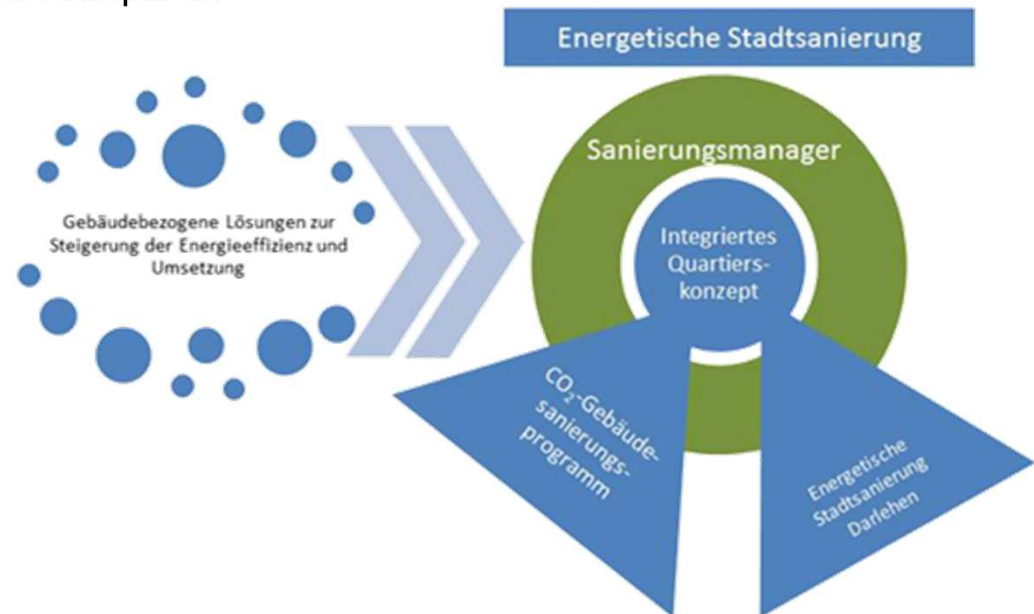 Energetische Stadtsanierung
Gebäudebezogene Lösungen zur
Steigerung der Energieeffizienz und
Umsetzung
Sanierungsmanager
Integriertes
Quartiers-
konzept
CO₂-Gebäude-
sanierungs-
programm
Energetische
Stadtsanierung
Darlehen